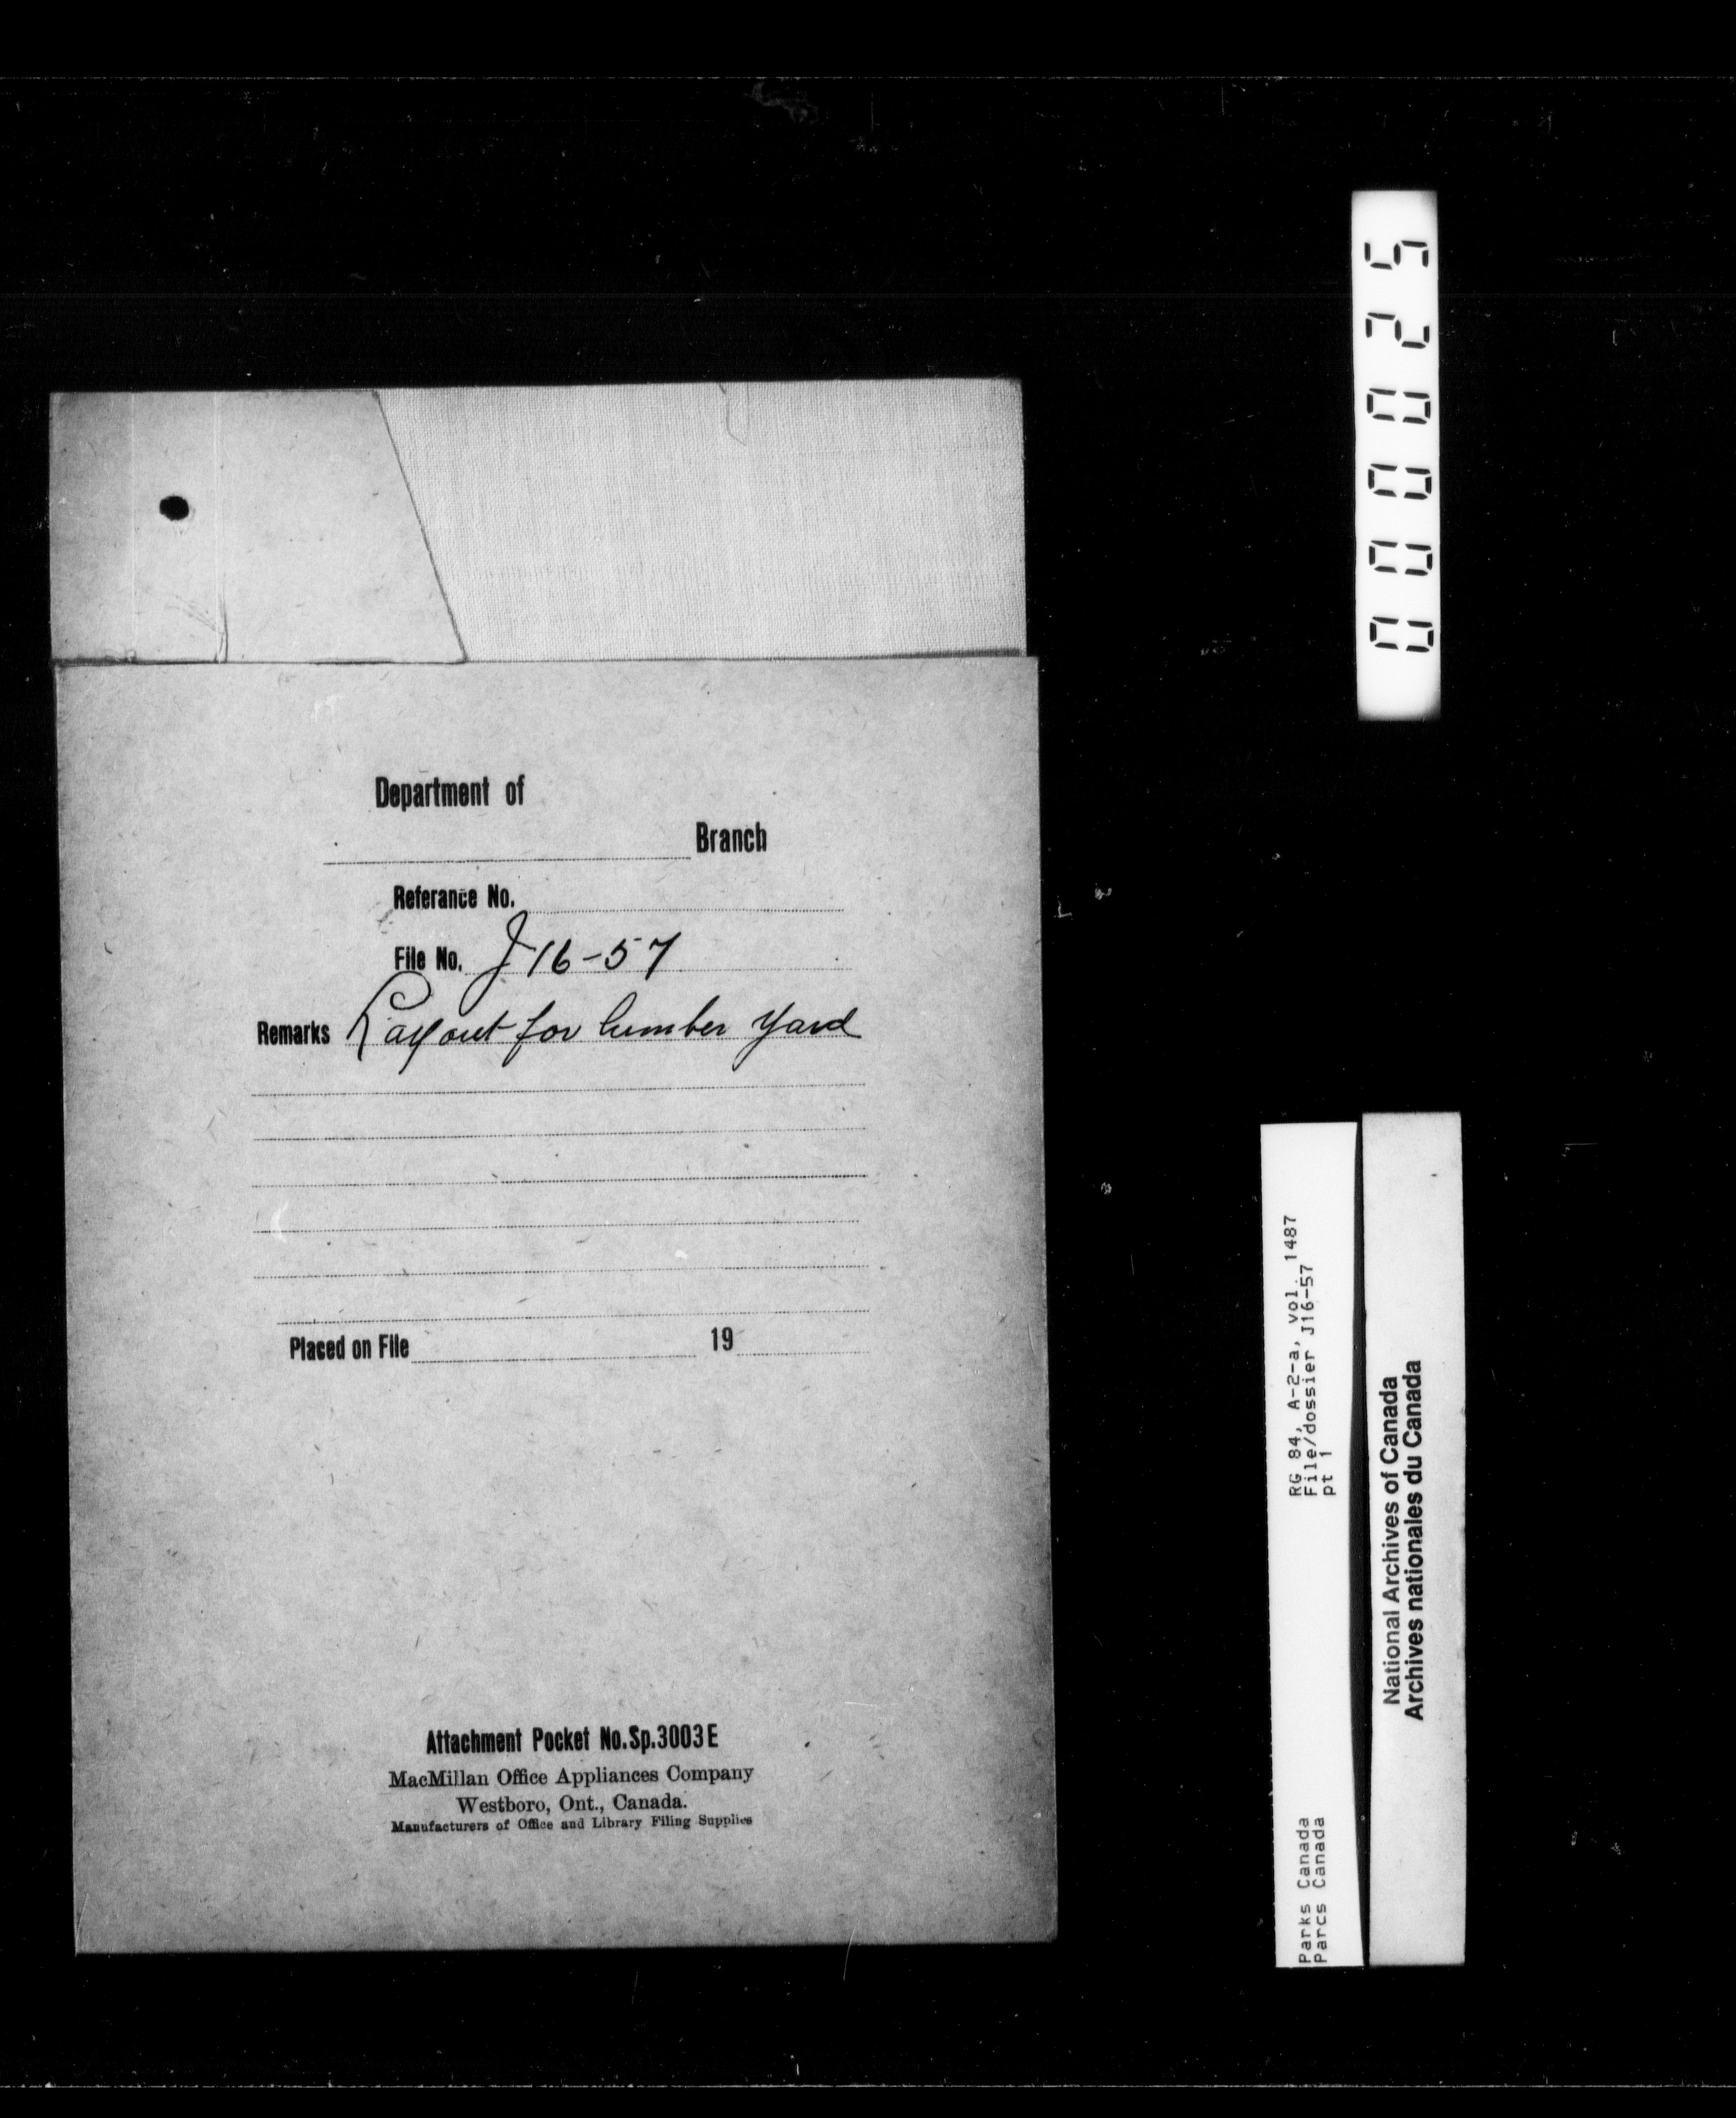 Department of
Branch
Referance No.
File No. J16-57
Remarks Layout for lumber yard
Placed on File 19
Attachment Pocket No. Sp. 3003 E
MacMillan Office Appliances Company
Westboro, Ont., Canada.
Manufacturers of Office and Library Filing Supplies
000025
RG 84, A-2-a, vol. 1487
File/dossier J16-57
pt 1
Parks Canada
Parcs Canada
National Archives of Canada
Archives nationales du Canada